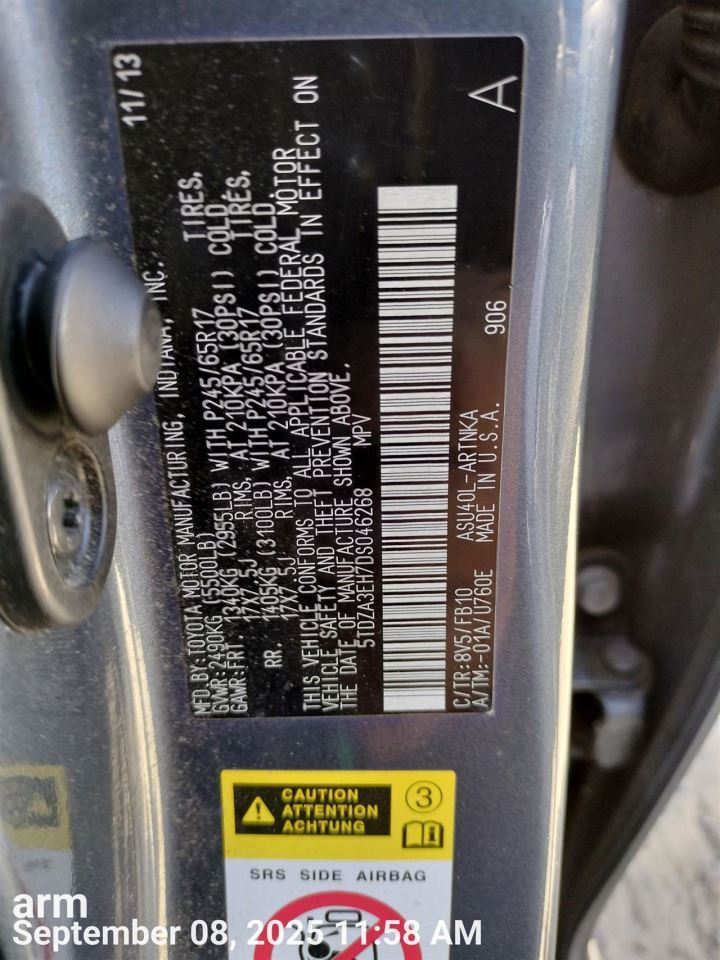 11/13
MFD. BY: TOYOTA MOTOR MANUFACTURING, INDIANA, INC.
GVWR: 2490KG (5500LB)
GAWR: FRT 1340KG (2955LB) WITH P245/65R17 TIRES,
17X7.5J RIMS, AT 210KPA (30PSI) COLD
RR 1405KG (3100LB) WITH P245/65R17 TIRES,
17X7.5J RIMS, AT 210KPA (30PSI) COLD
THIS VEHICLE CONFORMS TO ALL APPLICABLE FEDERAL MOTOR
VEHICLE SAFETY AND THEFT PREVENTION STANDARDS IN EFFECT ON
THE DATE OF MANUFACTURE SHOWN ABOVE.
5TDZA3EH7DS046268 MPV
C/TR: 8V5/FB10 ASU40L-ARTNKA
A/TM: -01A/U760E MADE IN U.S.A. 906
A
CAUTION
ATTENTION
ACHTUNG
3
SRS SIDE AIRBAG
arm
September 08, 2025 11:58 AM